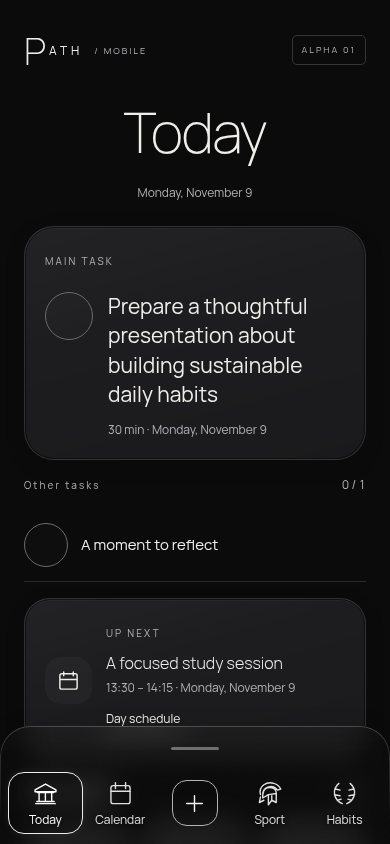 PATH / MOBILE
ALPHA 01
Today
Monday, November 9
MAIN TASK
Prepare a thoughtful
presentation about
building sustainable
daily habits
30 min · Monday, November 9
Other tasks
0 / 1
A moment to reflect
UP NEXT
A focused study session
13:30 – 14:15 · Monday, November 9
Day schedule
Today
Calendar
Sport
Habits